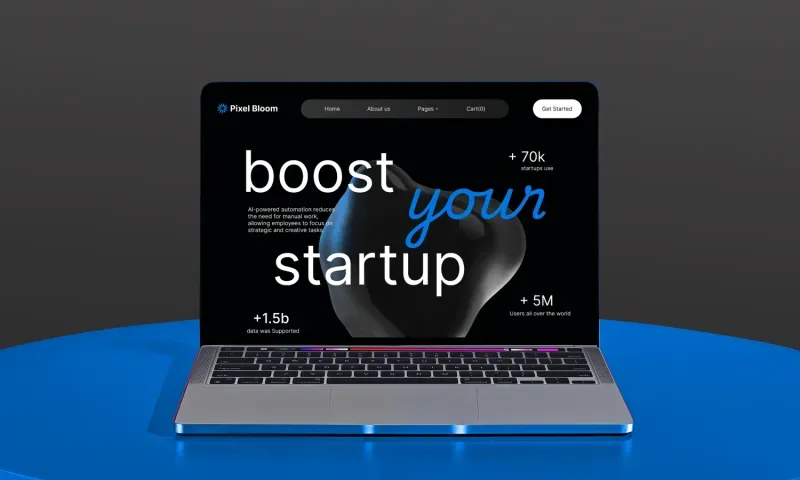 Pixel Bloom
Home
About us
Pages
Cart(0)
Get Started
boost
your
startup
+ 70k
startups use
AI-powered automation reduces
the need for manual work,
allowing employees to focus on
strategic and creative tasks.
+1.5b
data was Supported
+ 5M
Users all over the world